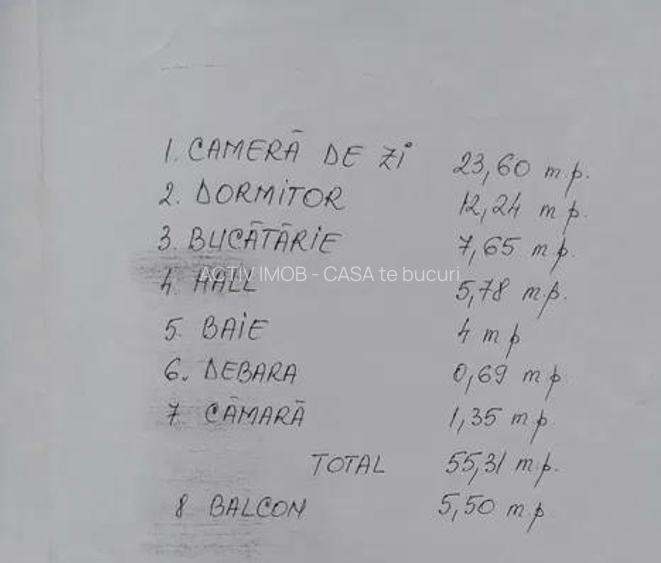 1. CAMERĂ DE Zi 23,60 m.p.
2. DORMiTOR 12,24 m p.
3. BUCĂTĂRiE 7,65 mp.
ACTIV IMOB - CASA te bucuri
4. HALL 5,78 m.p.
5. BAiE 4 m p
6. DEBARA 0,69 m p
7 CĂMARĂ 1,35 m p.
TOTAL 55,31 m.p.
8 BALCON 5,50 m.p